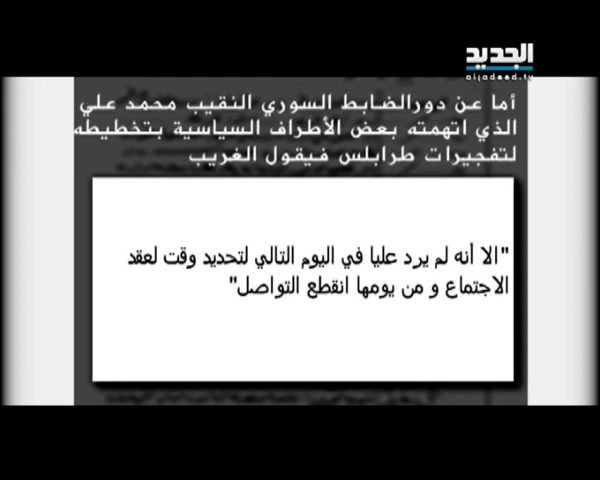 الجديد
aljadeed.tv
أما عن دورالضابط السوري النقيب محمد علي
الذي اتهمته بعض الأطراف السياسية بتخطيطه
لتفجيرات طرابلس فيقول الغريب
"الا أنه لم يرد عليا في اليوم التالي لتحديد وقت لعقد
الاجتماع و من يومها انقطع التواصل"